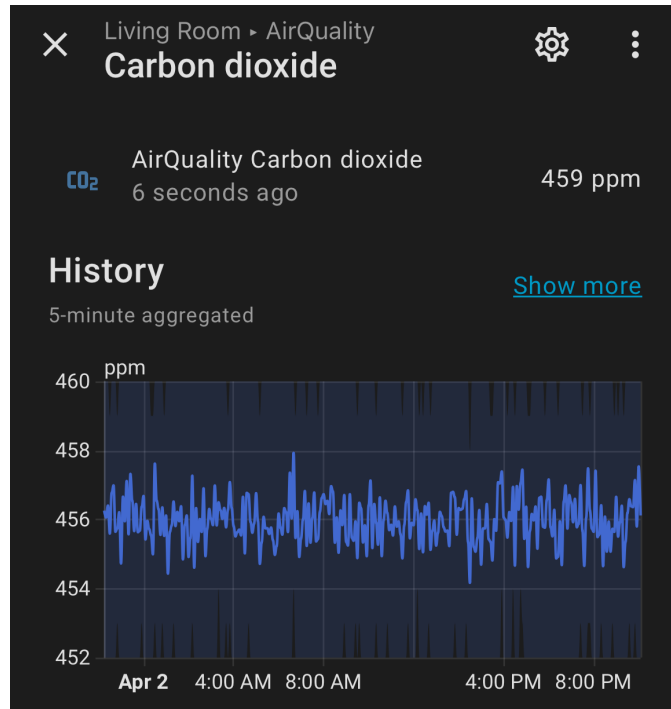 Living Room ▸ AirQuality
Carbon dioxide
CO₂
AirQuality Carbon dioxide
459 ppm
6 seconds ago
History
Show more
5-minute aggregated
ppm
460
458
456
454
452
Apr 2 4:00 AM 8:00 AM 4:00 PM 8:00 PM